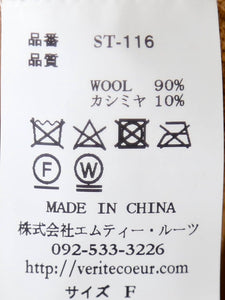 品番 ST-116
品質
WOOL 90%
カシミヤ 10%
F W
MADE IN CHINA
株式会社エムティー・ルーツ
092-533-3226
http://veritecoeur.com/
サイズ F